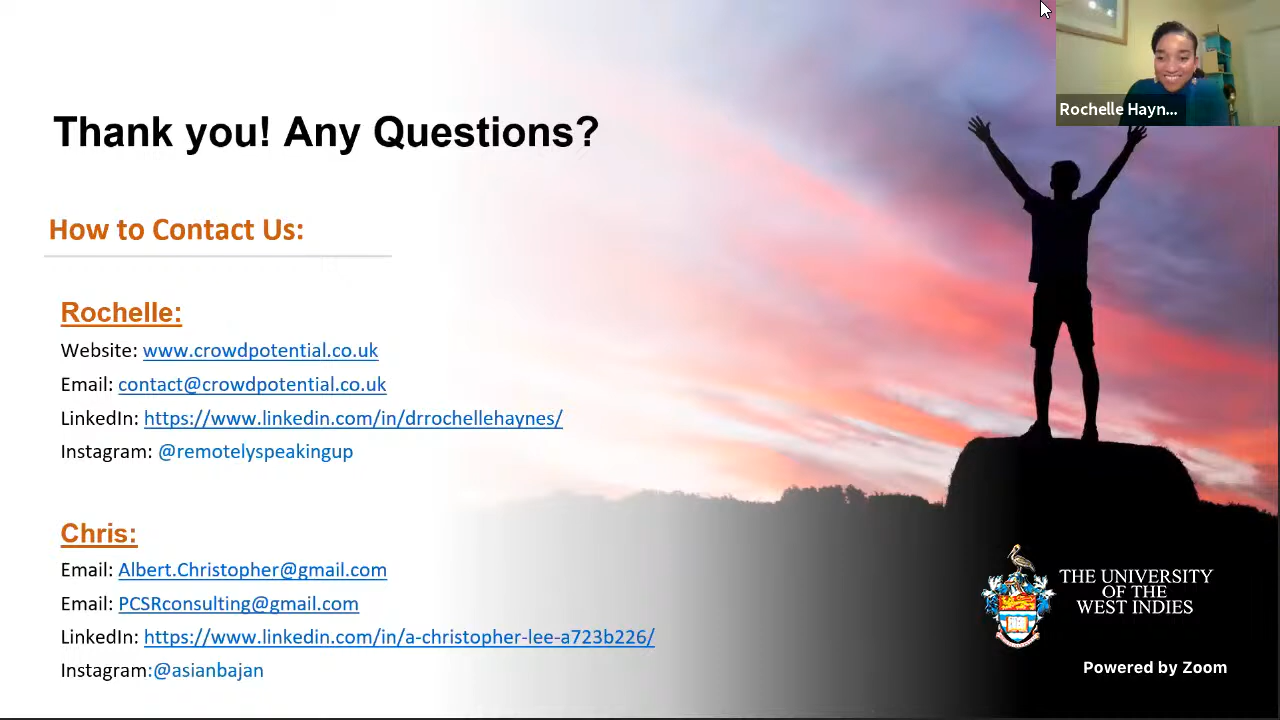 Rochelle Hayn...
Thank you! Any Questions?
How to Contact Us:
Rochelle:
Website: www.crowdpotential.co.uk
Email: contact@crowdpotential.co.uk
LinkedIn: https://www.linkedin.com/in/drrochellehaynes/
Instagram: @remotelyspeakingup
Chris:
Email: Albert.Christopher@gmail.com
Email: PCSRconsulting@gmail.com
LinkedIn: https://www.linkedin.com/in/a-christopher-lee-a723b226/
Instagram:@asianbajan
THE UNIVERSITY
OF THE
WEST INDIES
Powered by Zoom